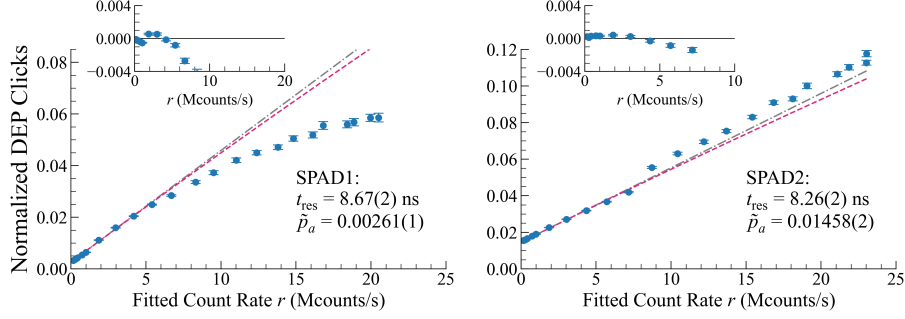 0.004
0.000
−0.004
0 10 20
r (Mcounts/s)
0.08
0.06
0.04
0.02
0.00
Normalized DEP Clicks
SPAD1:
t_res = 8.67(2) ns
p̃_a = 0.00261(1)
0 5 10 15 20 25
Fitted Count Rate r (Mcounts/s)
0.004
0.000
−0.004
0 5 10
r (Mcounts/s)
0.12
0.10
0.08
0.06
0.04
0.02
0.00
SPAD2:
t_res = 8.26(2) ns
p̃_a = 0.01458(2)
0 5 10 15 20 25
Fitted Count Rate r (Mcounts/s)